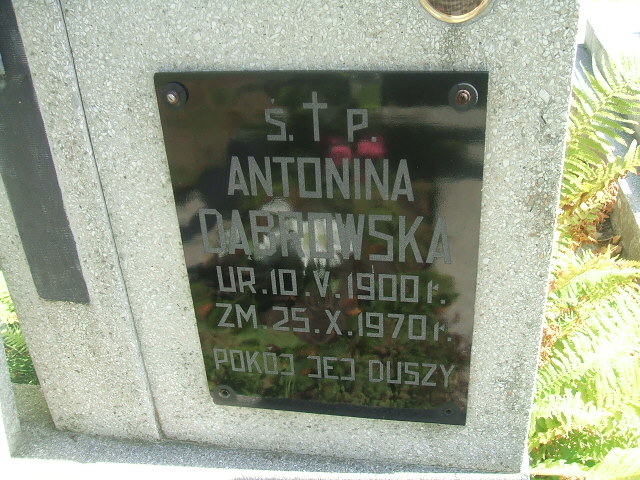 Ś. † P.
ANTONINA
DĄBROWSKA
UR. 10. V. 1900 r.
ZM. 25. X. 1970 r.
POKÓJ JEJ DUSZY